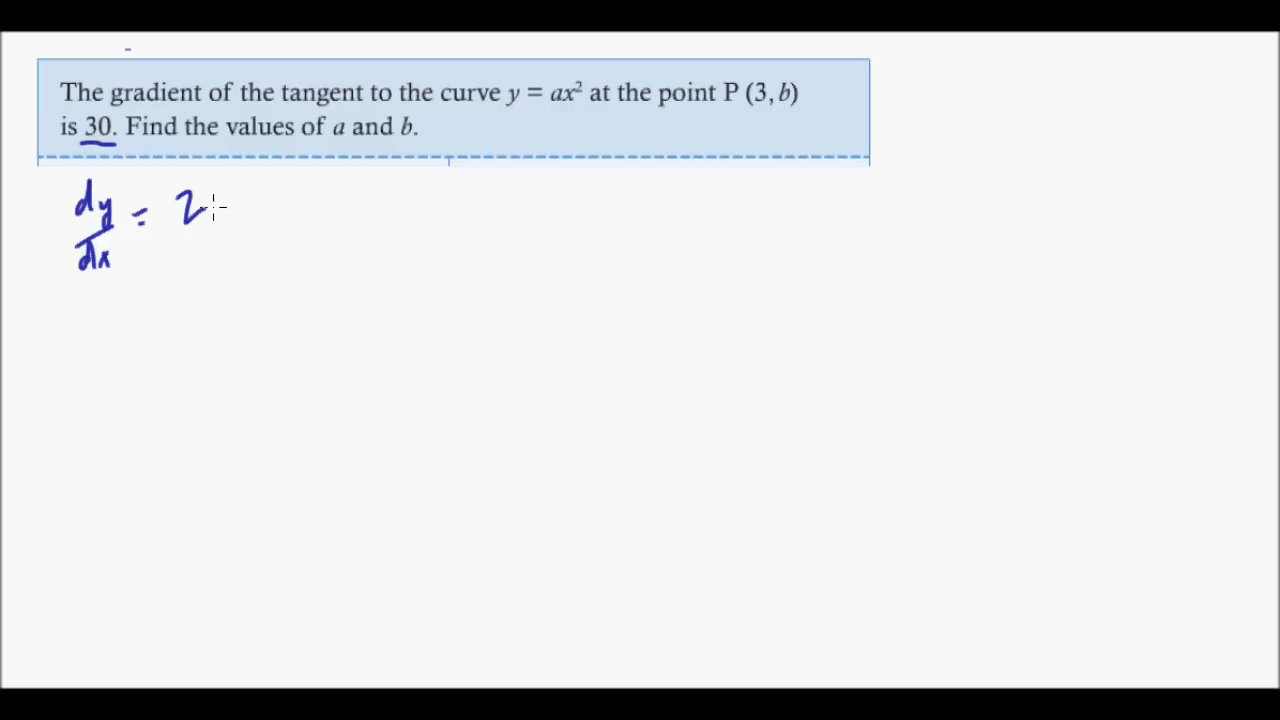 The gradient of the tangent to the curve y = ax² at the point P (3, b)
is 30. Find the values of a and b.
dy/dx = 2